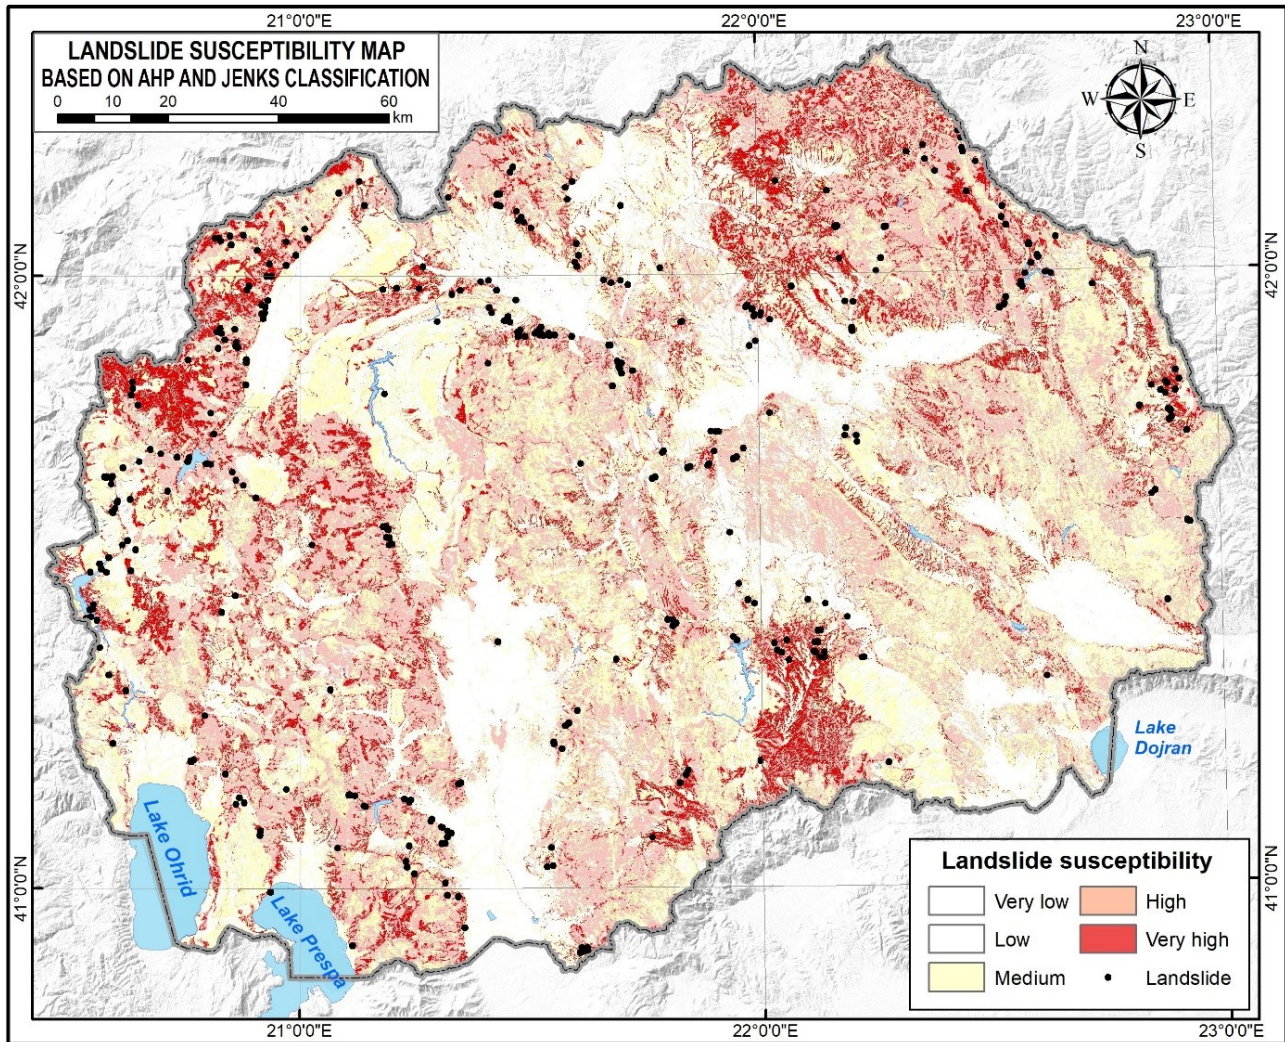 21°0'0"E
22°0'0"E
23°0'0"E
LANDSLIDE SUSCEPTIBILITY MAP
BASED ON AHP AND JENKS CLASSIFICATION
0 10 20 40 60
km
N
W E
S
42°0'0"N
42°0'0"N
Lake
Dojran
Lake Ohrid
Lake Prespa
41°0'0"N
41°0'0"N
Landslide susceptibility
Very low
High
Low
Very high
Medium
Landslide
21°0'0"E
22°0'0"E
23°0'0"E